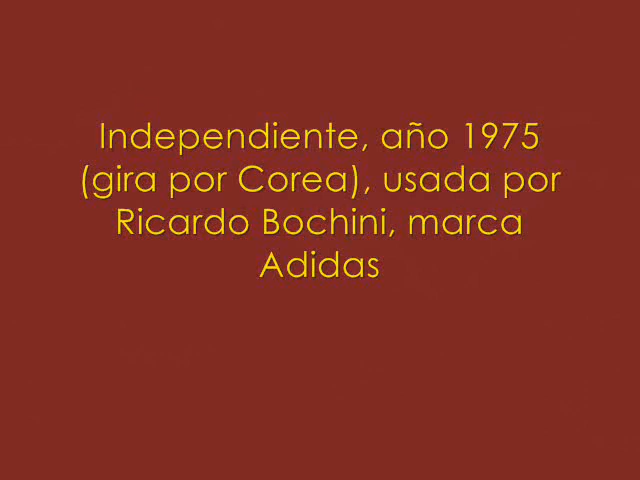 Independiente, año 1975
(gira por Corea), usada por
Ricardo Bochini, marca
Adidas